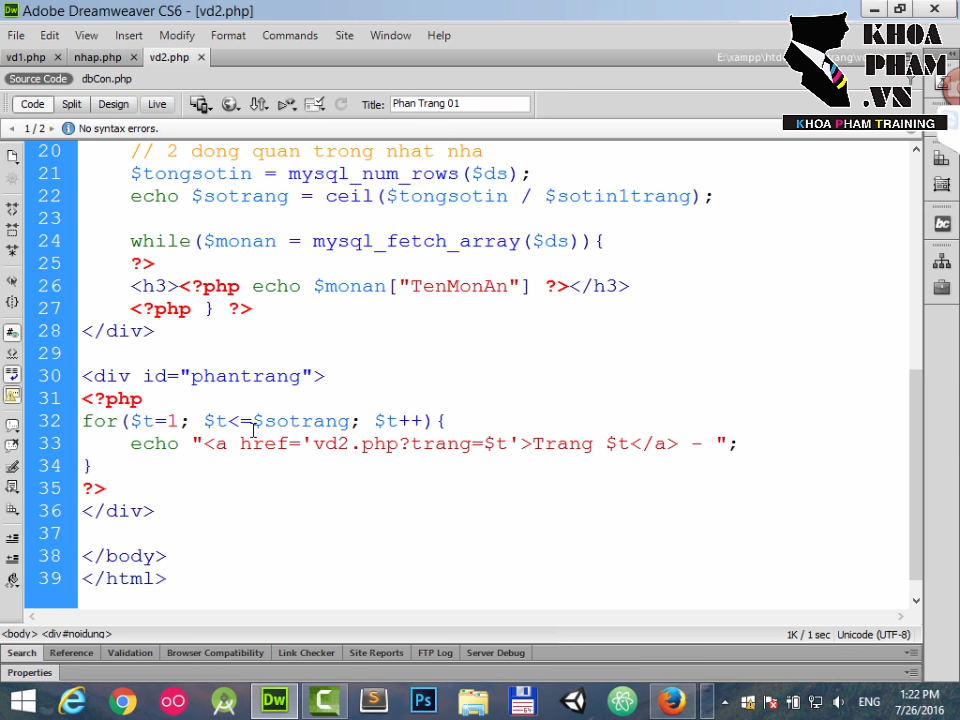 Adobe Dreamweaver CS6 - [vd2.php]
File Edit View Insert Modify Format Commands Site Window Help
vd1.php nhap.php vd2.php
E:\xampp\htdo
Source Code dbCon.php
Code Split Design Live Title: Phan Trang 01
1 / 2 No syntax errors.
KHOA
PHAM
.VN
KHOA PHAM TRAINING
20 // 2 dong quan trong nhat nha
21 $tongsotin = mysql_num_rows($ds);
22 echo $sotrang = ceil($tongsotin / $sotin1trang);
23
24 while($monan = mysql_fetch_array($ds)){
25 ?>
26 <h3><?php echo $monan["TenMonAn"] ?></h3>
27 <?php } ?>
28 </div>
29
30 <div id="phantrang">
31 <?php
32 for($t=1; $t<=$sotrang; $t++){
33 echo "<a href='vd2.php?trang=$t'>Trang $t</a> - ";
34 }
35 ?>
36 </div>
37
38 </body>
39 </html>
<body> <div#noidung> 1K / 1 sec Unicode (UTF-8)
Search Reference Validation Browser Compatibility Link Checker Site Reports FTP Log Server Debug
Properties
ENG
1:22 PM
7/26/2016